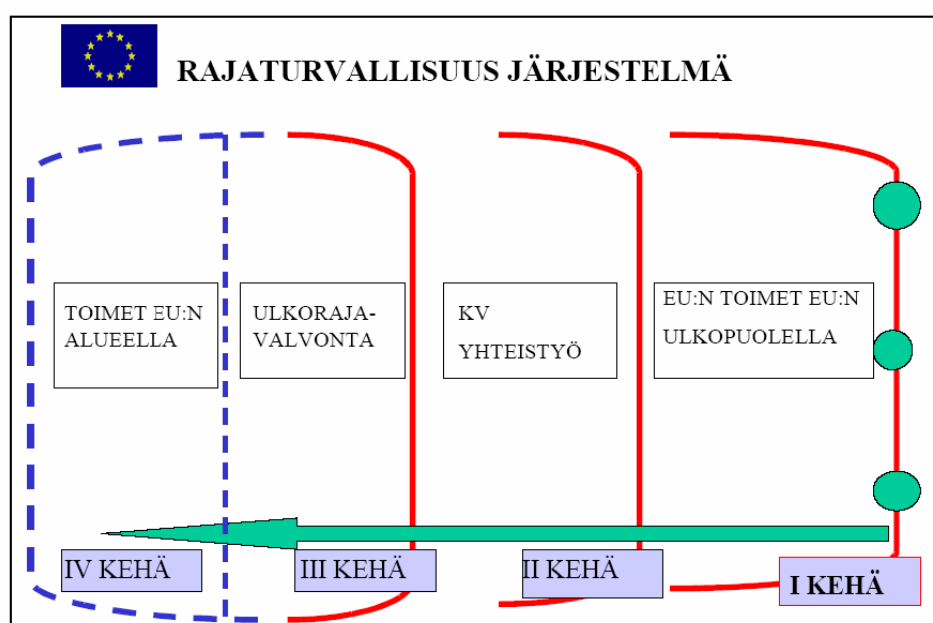 RAJATURVALLISUUS JÄRJESTELMÄ
TOIMET EU:N
ALUEELLA
ULKORAJA-
VALVONTA
KV
YHTEISTYÖ
EU:N TOIMET EU:N
ULKOPUOLELLA
IV KEHÄ
III KEHÄ
II KEHÄ
I KEHÄ